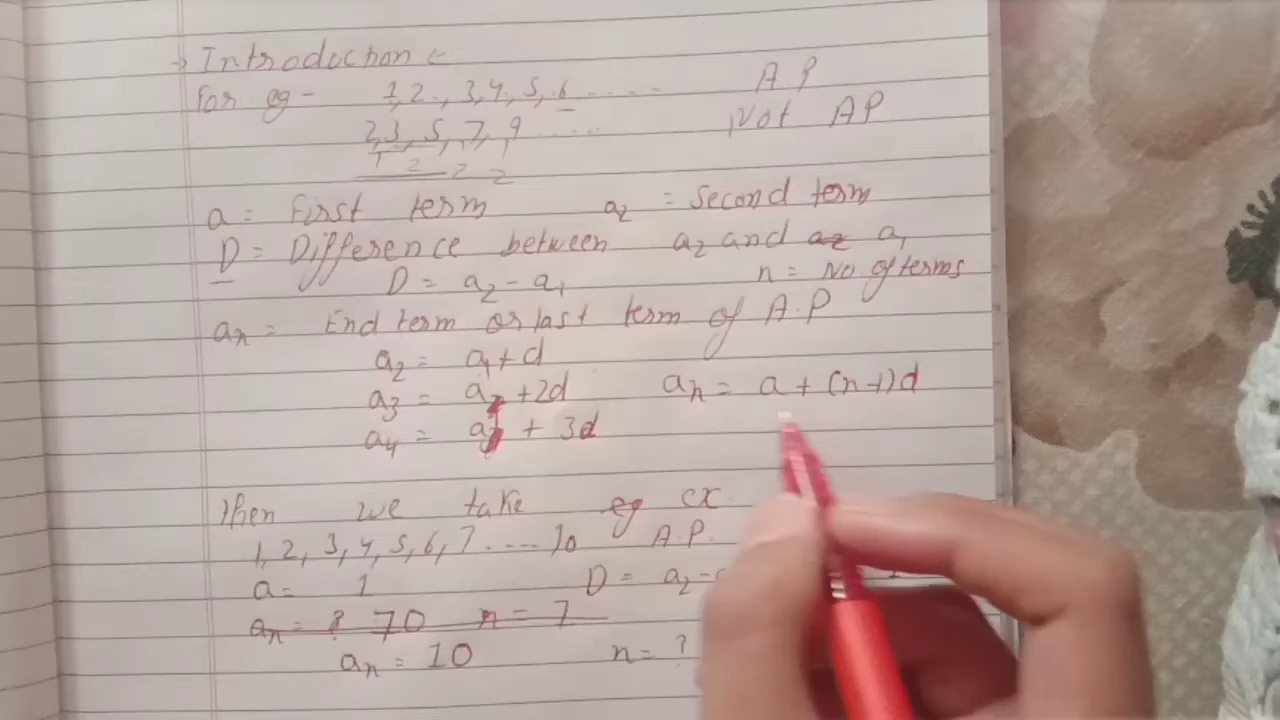 → Introduction
For eg - 1, 2, 3, 4, 5, 6 ...... AP
2, 3, 5, 7, 9 ..... Not AP
1 2 2 2
a = First term a₂ = Second term
D = Difference between a₂ and a₂ a₁
D = a₂ - a₁ n = No. of terms
aₙ = End term or last term of A.P
a₂ = a₁ + d
a₃ = a + 2d aₙ = a + (n-1)d
a₄ = a + 3d
Then we take eg ex.
1, 2, 3, 4, 5, 6, 7 ..... 10 A.P.
a = 1 D = a₂ -
aₙ = ? 70 n = 7
aₙ = 10 n = ?